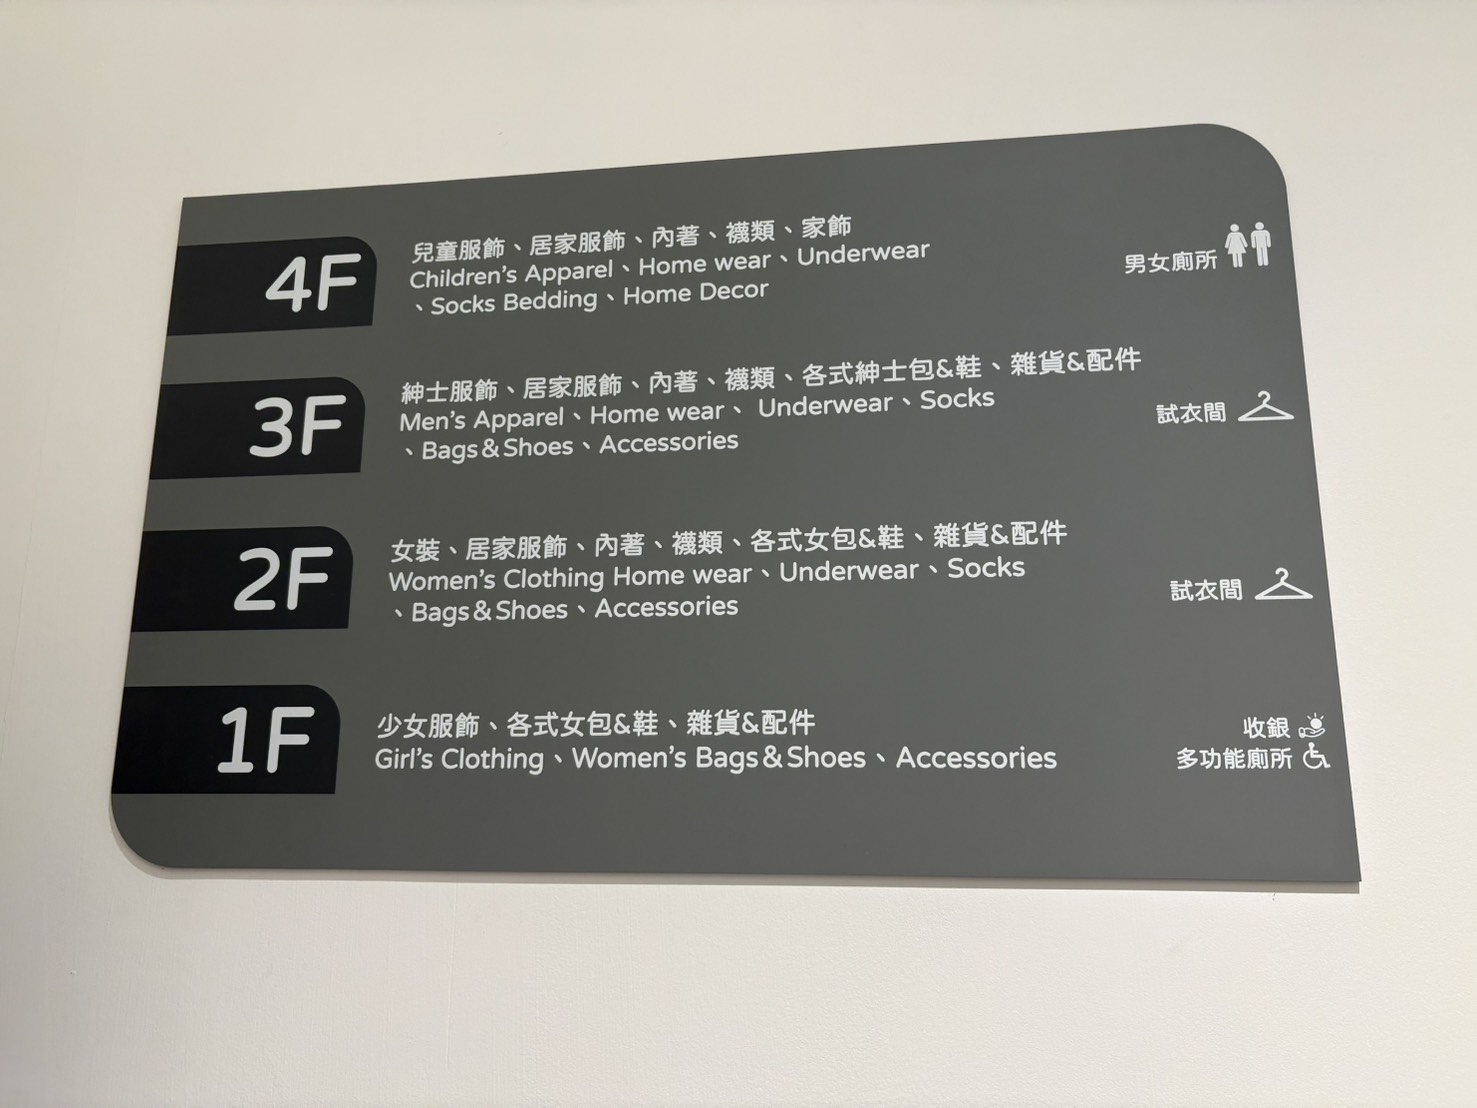 4F
兒童服飾、居家服飾、內著、襪類、家飾
Children's Apparel、Home wear、Underwear
、Socks Bedding、Home Decor
男女廁所
3F
紳士服飾、居家服飾、內著、襪類、各式紳士包&鞋、雜貨&配件
Men's Apparel、Home wear、 Underwear、Socks
、Bags&Shoes、Accessories
試衣間
2F
女裝、居家服飾、內著、襪類、各式女包&鞋、雜貨&配件
Women's Clothing Home wear、Underwear、Socks
、Bags&Shoes、Accessories
試衣間
1F
少女服飾、各式女包&鞋、雜貨&配件
Girl's Clothing、Women's Bags&Shoes、Accessories
收銀
多功能廁所